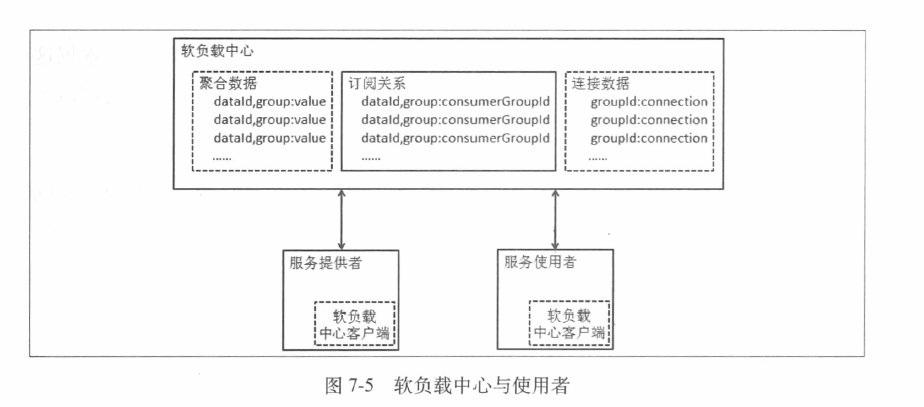 软负载中心
聚合数据
dataId,group:value
dataId,group:value
dataId,group:value
......
订阅关系
dataId,group:consumerGroupId
dataId,group:consumerGroupId
dataId,group:consumerGroupId
......
连接数据
groupId:connection
groupId:connection
groupId:connection
......
服务提供者
软负载
中心客户端
服务使用者
软负载
中心客户端
图 7-5 软负载中心与使用者